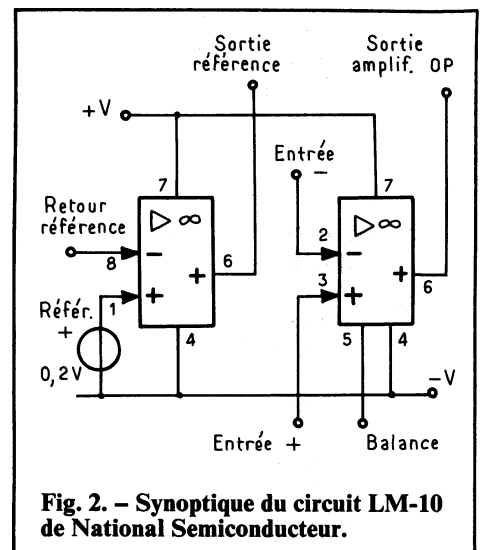 Sortie
référence
Sortie
amplif. OP
+V
Entrée
−
7
7
Retour
référence
▷ ∞
▷ ∞
8
−
2
−
+
6
+
6
3
+
1
+
Référ.
+
0,2V
4
5
4
−V
Entrée +
Balance
Fig. 2. – Synoptique du circuit LM-10
de National Semiconducteur.